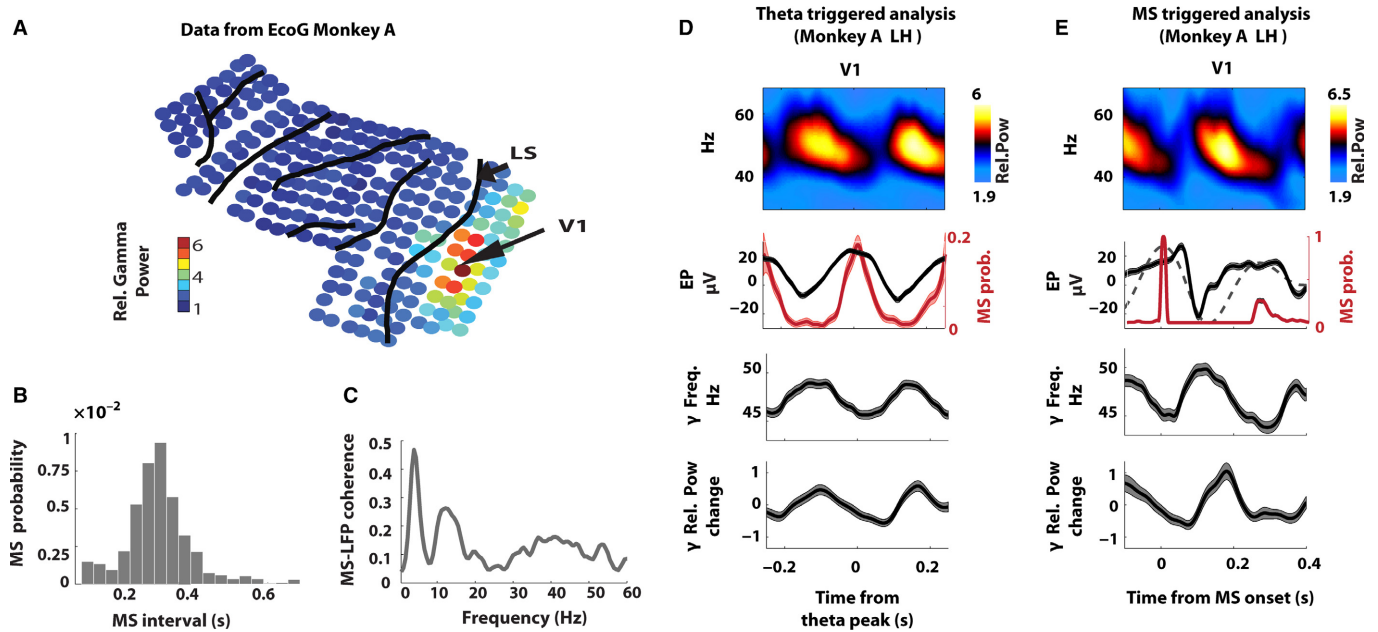 A
Data from EcoG Monkey A
LS
V1
Rel. Gamma
Power
6
4
1
B
×10⁻²
MS probability
1
0.75
0.25
0
0.2
0.4
0.6
MS interval (s)
C
MS-LFP coherence
0.5
0.4
0.3
0.2
0.1
0
0
10
20
30
40
50
60
Frequency (Hz)
D
Theta triggered analysis
(Monkey A LH )
V1
Hz
60
40
6
Rel.Pow
1.9
EP
µV
20
0
−20
0.2
MS prob.
0
γ Freq.
Hz
50
45
γ Rel. Pow
change
1
0
−1
−0.2
0
0.2
Time from
theta peak (s)
E
MS triggered analysis
(Monkey A LH )
V1
Hz
60
40
6.5
Rel.Pow
1.9
EP
µV
20
0
−20
1
MS prob.
0
γ Freq.
Hz
50
45
γ Rel. Pow
change
1
0
−1
0
0.2
0.4
Time from MS onset (s)